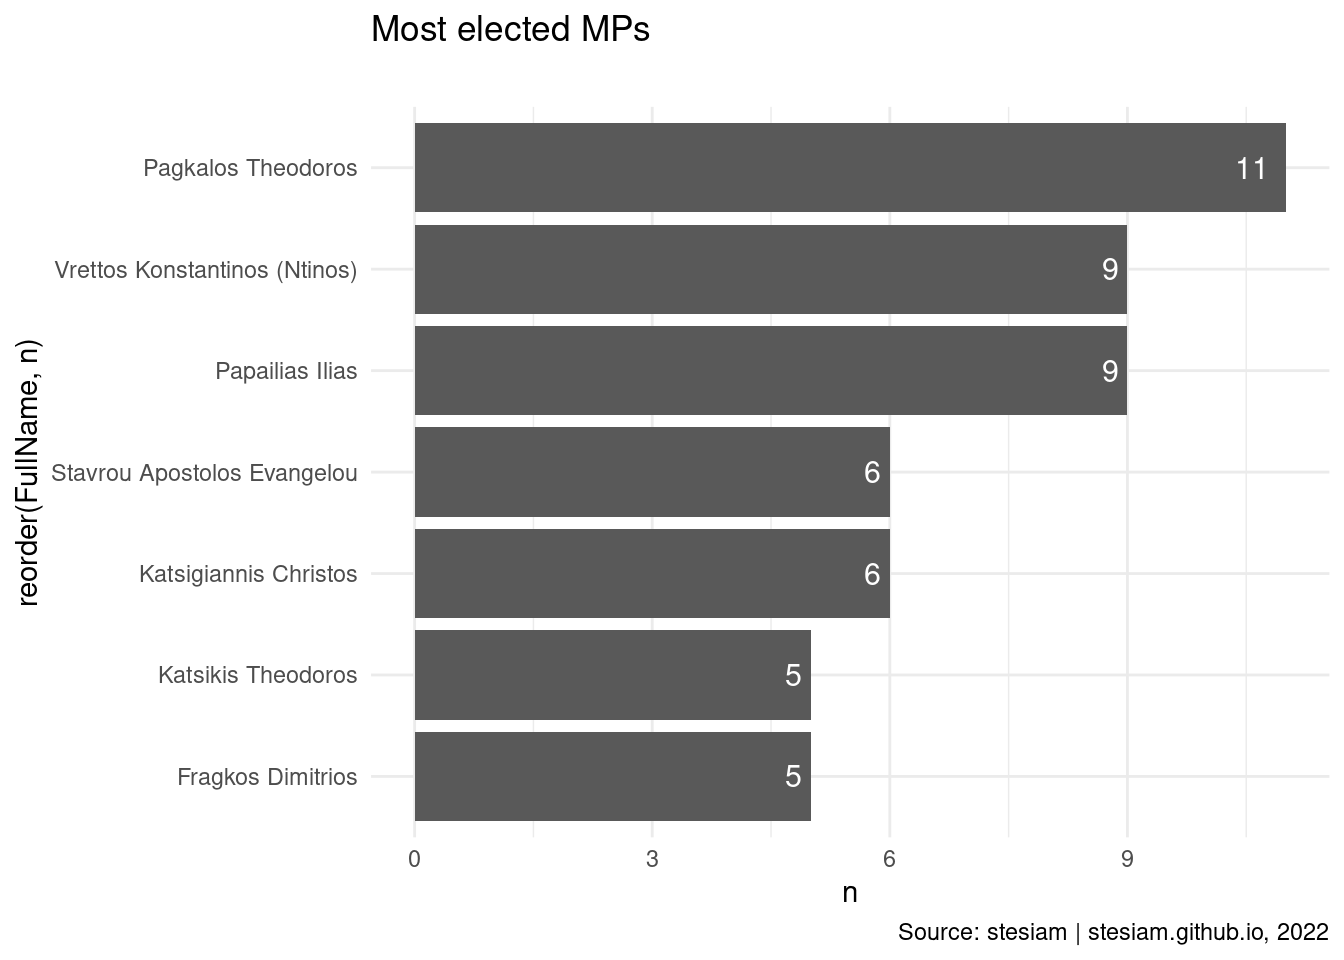 Most elected MPs
reorder(FullName, n)
Pagkalos Theodoros
11
Vrettos Konstantinos (Ntinos)
9
Papailias Ilias
9
Stavrou Apostolos Evangelou
6
Katsigiannis Christos
6
Katsikis Theodoros
5
Fragkos Dimitrios
5
0 3 6 9
n
Source: stesiam | stesiam.github.io, 2022